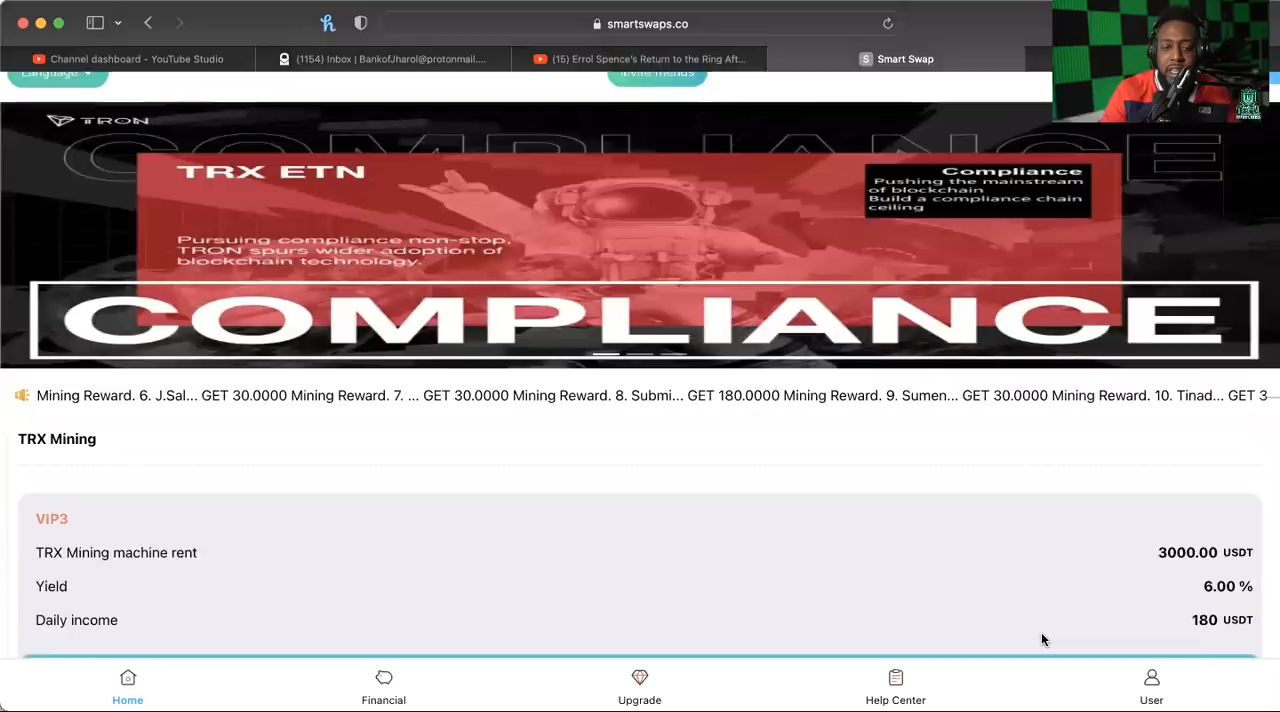 smartswaps.co
Channel dashboard - YouTube Studio
(1154) Inbox | BankofJharol@protonmail....
(15) Errol Spence's Return to the Ring Aft...
S Smart Swap
Language
Invite friends
TRON
COMPLIANCE
TRX ETN
Compliance
Pushing the mainstream
of blockchain
Build a compliance chain
ceiling
Pursuing compliance non-stop,
TRON spurs wider adoption of
blockchain technology.
COMPLIANCE
Mining Reward. 6. J.Sal... GET 30.0000 Mining Reward. 7. ... GET 30.0000 Mining Reward. 8. Submi... GET 180.0000 Mining Reward. 9. Sumen... GET 30.0000 Mining Reward. 10. Tinad... GET 3
TRX Mining
VIP3
TRX Mining machine rent 3000.00 USDT
Yield 6.00 %
Daily income 180 USDT
Home Financial Upgrade Help Center User